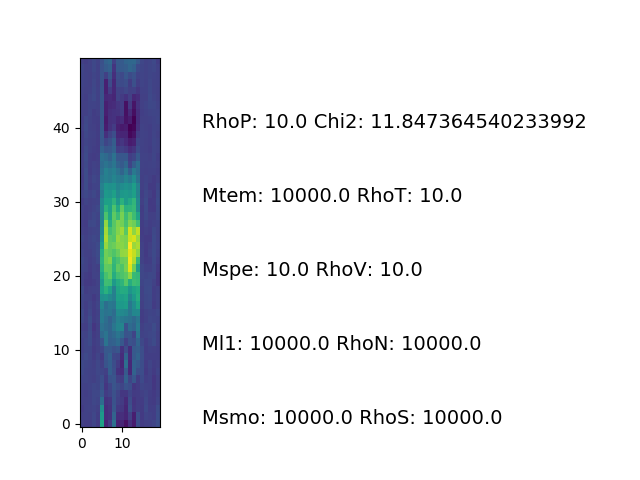 40
30
20
10
0
0 10
RhoP: 10.0 Chi2: 11.847364540233992
Mtem: 10000.0 RhoT: 10.0
Mspe: 10.0 RhoV: 10.0
Ml1: 10000.0 RhoN: 10000.0
Msmo: 10000.0 RhoS: 10000.0